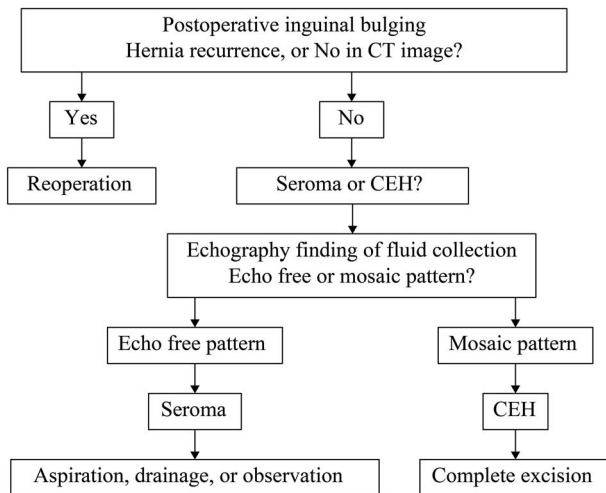 Postoperative inguinal bulging
Hernia recurrence, or No in CT image?
Yes
No
Reoperation
Seroma or CEH?
Echography finding of fluid collection
Echo free or mosaic pattern?
Echo free pattern
Mosaic pattern
Seroma
CEH
Aspiration, drainage, or observation
Complete excision